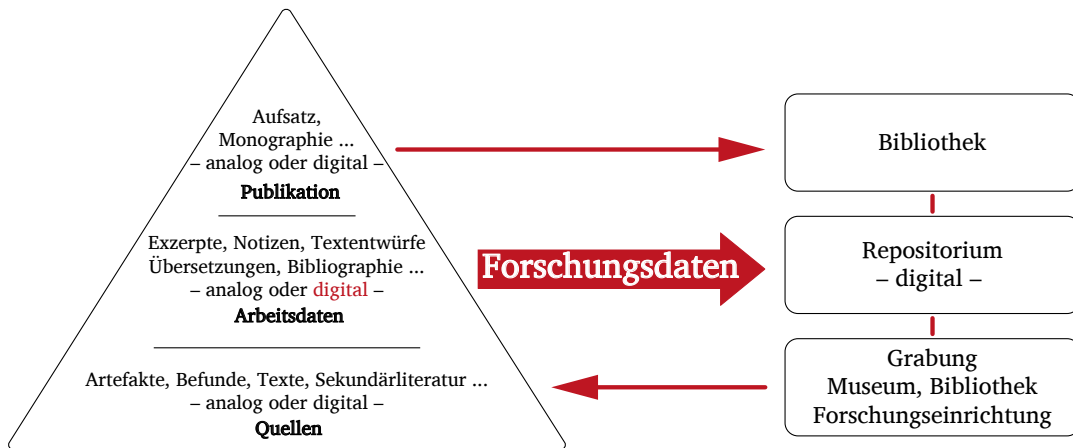 Aufsatz,
Monographie ...
– analog oder digital –
Publikation
Exzerpte, Notizen, Textentwürfe
Übersetzungen, Bibliographie ...
– analog oder digital –
Arbeitsdaten
Artefakte, Befunde, Texte, Sekundärliteratur ...
– analog oder digital –
Quellen
Forschungsdaten
Bibliothek
Repositorium
– digital –
Grabung
Museum, Bibliothek
Forschungseinrichtung